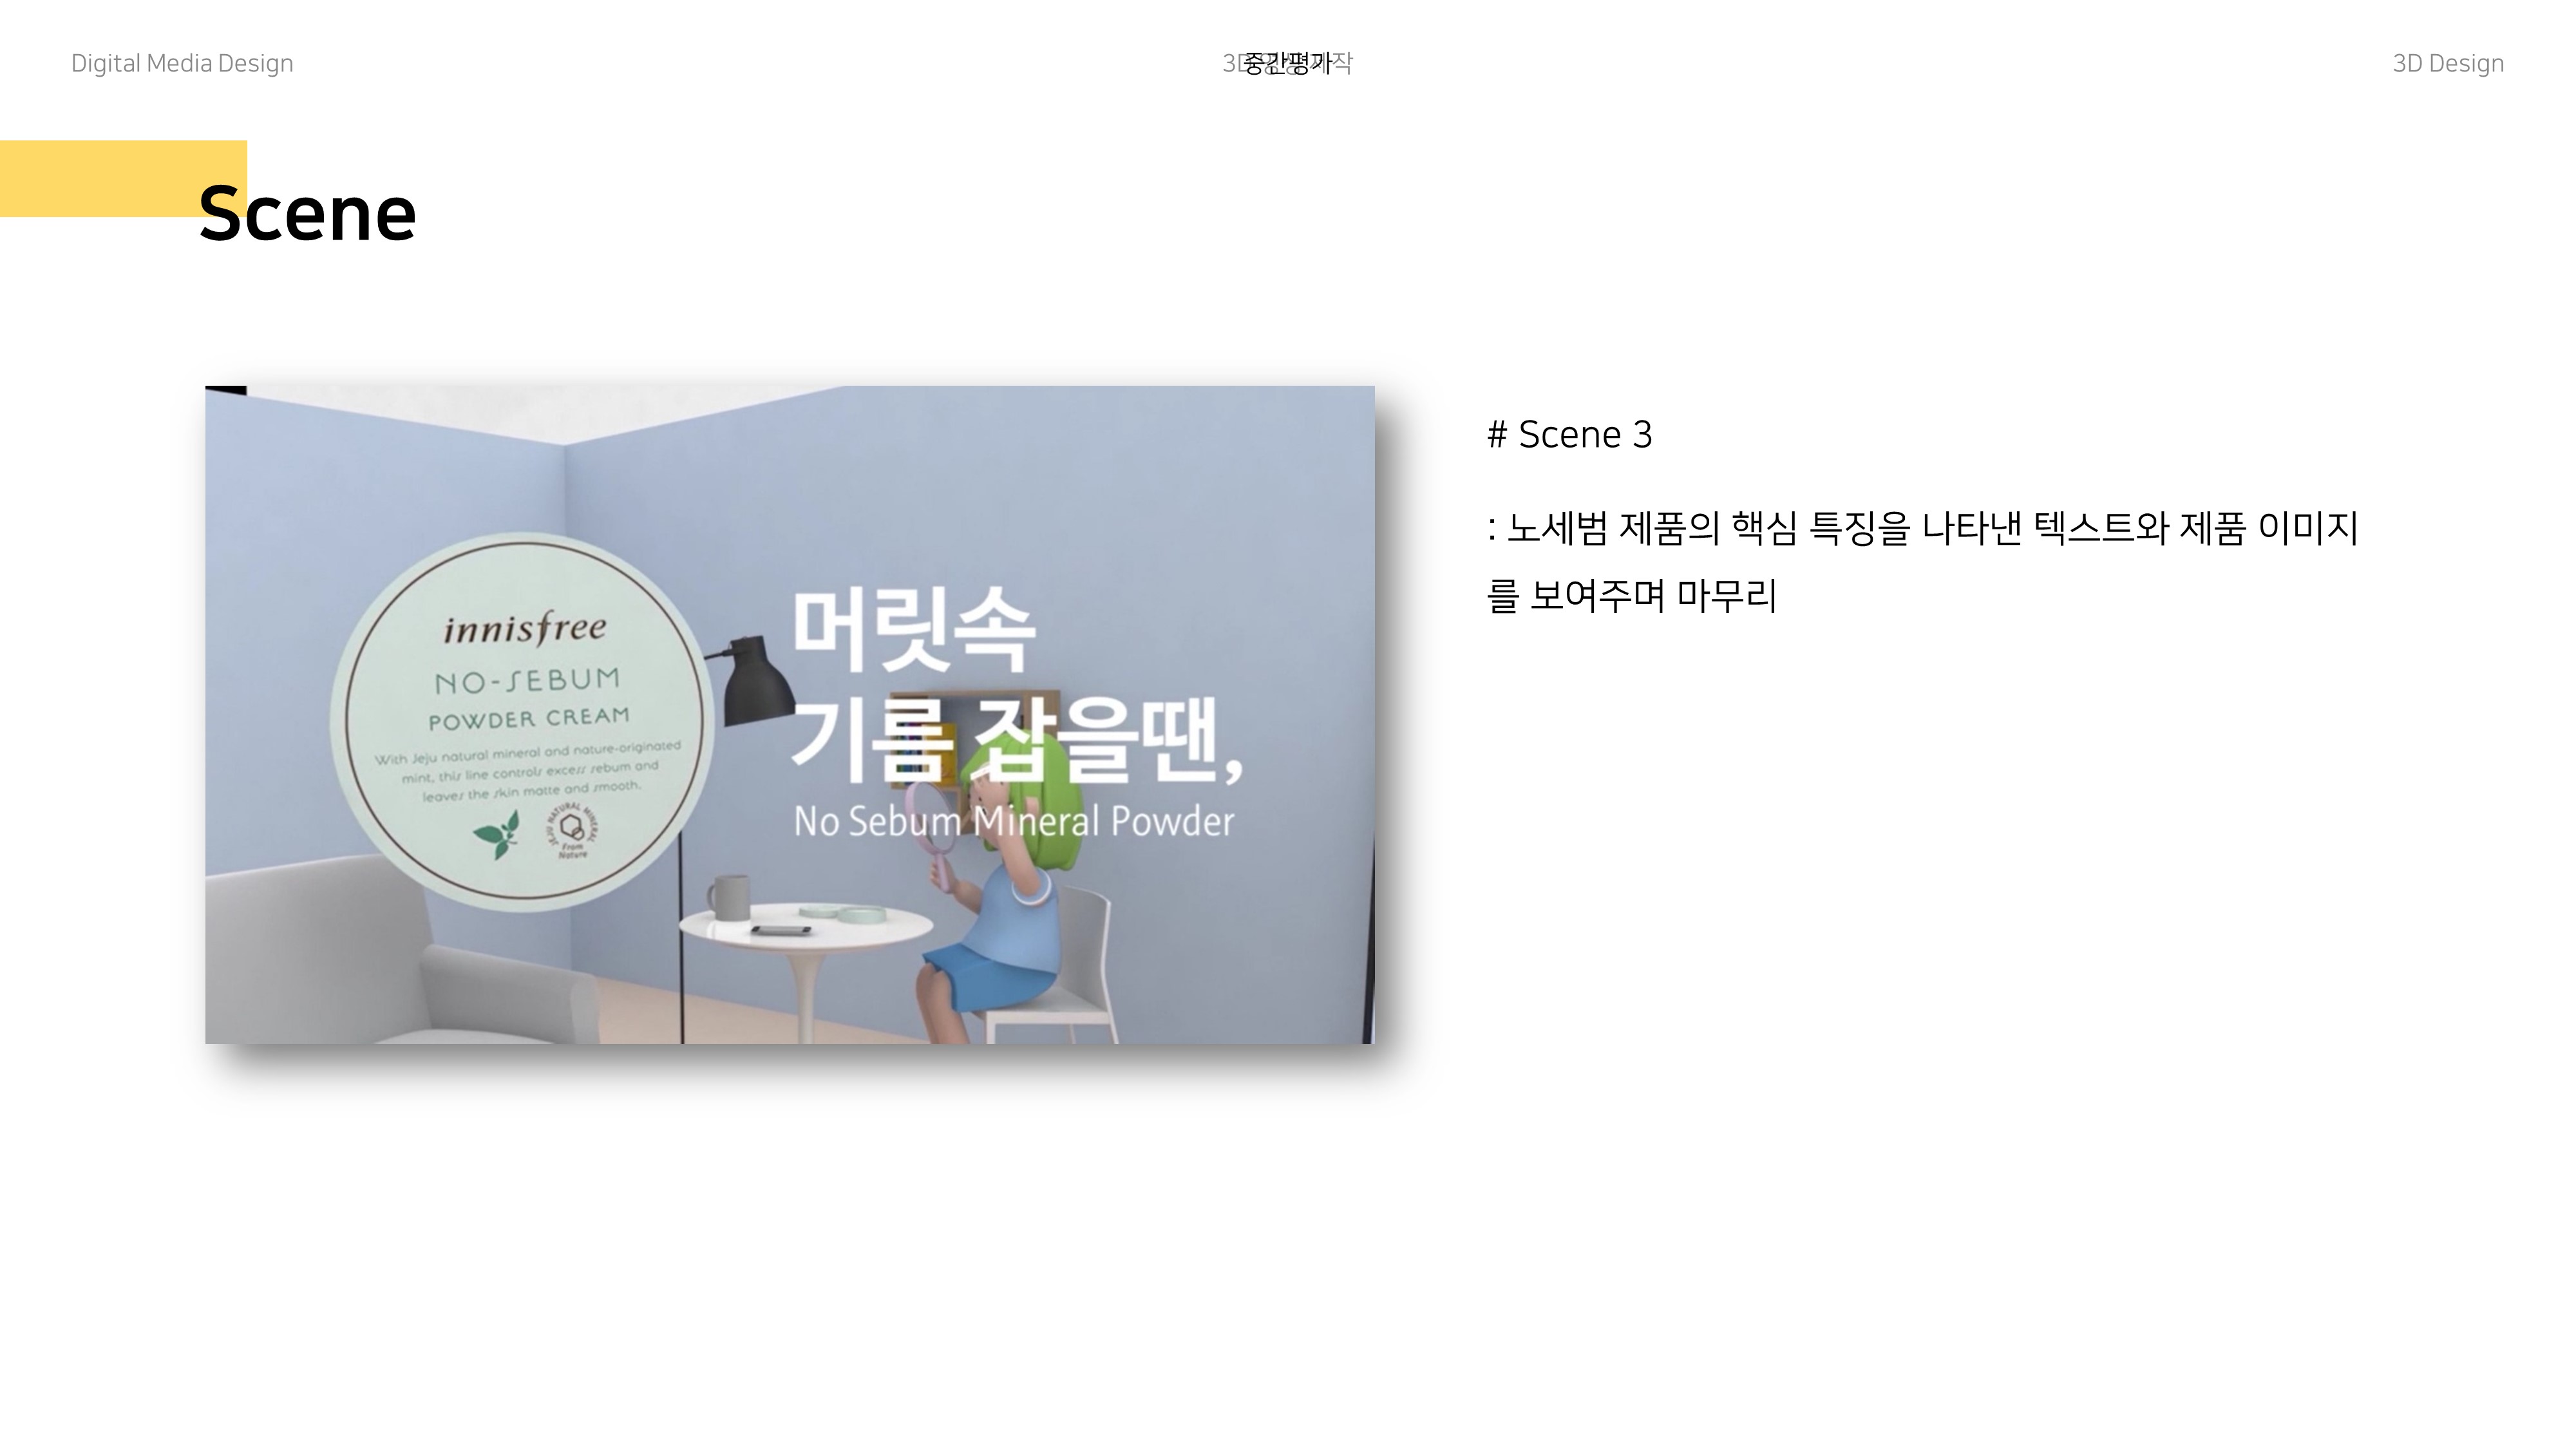 Digital Media Design
중간평가
3D Design
Scene
innisfree
NO-SEBUM
POWDER CREAM
With Jeju natural mineral and nature-originated
mint, this line controls excess sebum and
leaves the skin matte and smooth.
JEJU NATURAL MINERAL
From
Nature
머릿속
기름 잡을땐,
No Sebum Mineral Powder
# Scene 3
: 노세범 제품의 핵심 특징을 나타낸 텍스트와 제품 이미지
를 보여주며 마무리